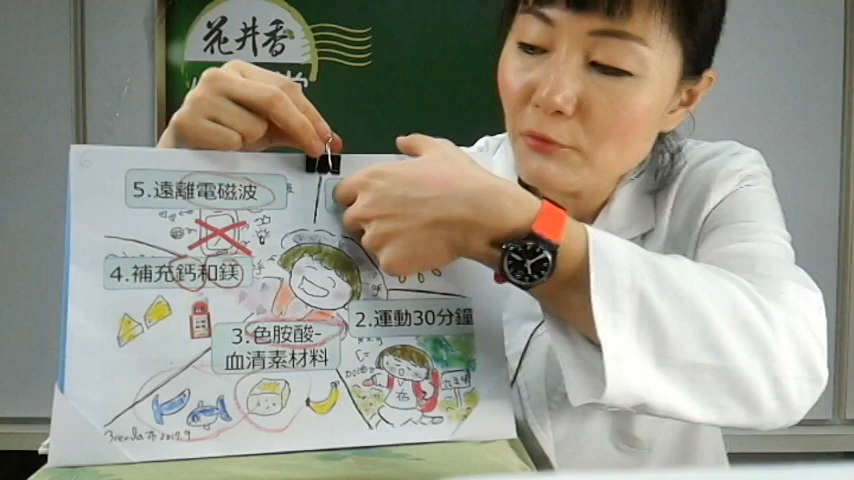 花井香
5.遠離電磁波
4.補充鈣和鎂
3.色胺酸-
血清素材料
2.運動30分鐘